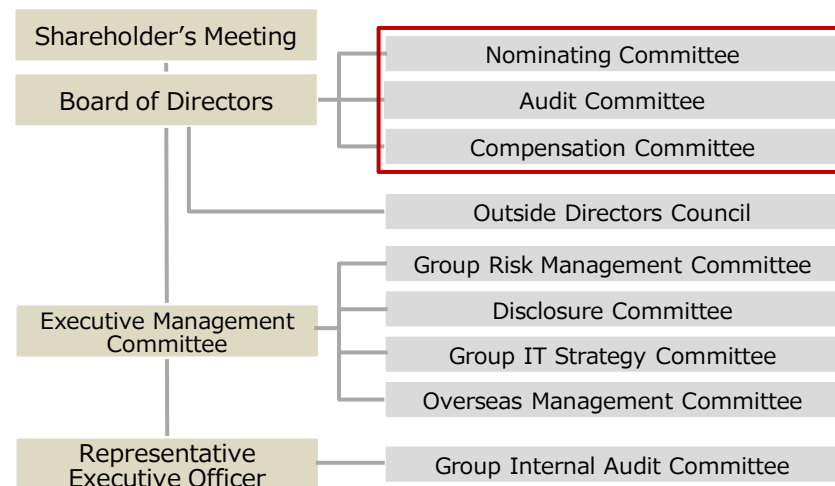 Shareholder’s Meeting
Board of Directors
Nominating Committee
Audit Committee
Compensation Committee
Outside Directors Council
Executive Management
Committee
Group Risk Management Committee
Disclosure Committee
Group IT Strategy Committee
Overseas Management Committee
Representative
Executive Officer
Group Internal Audit Committee